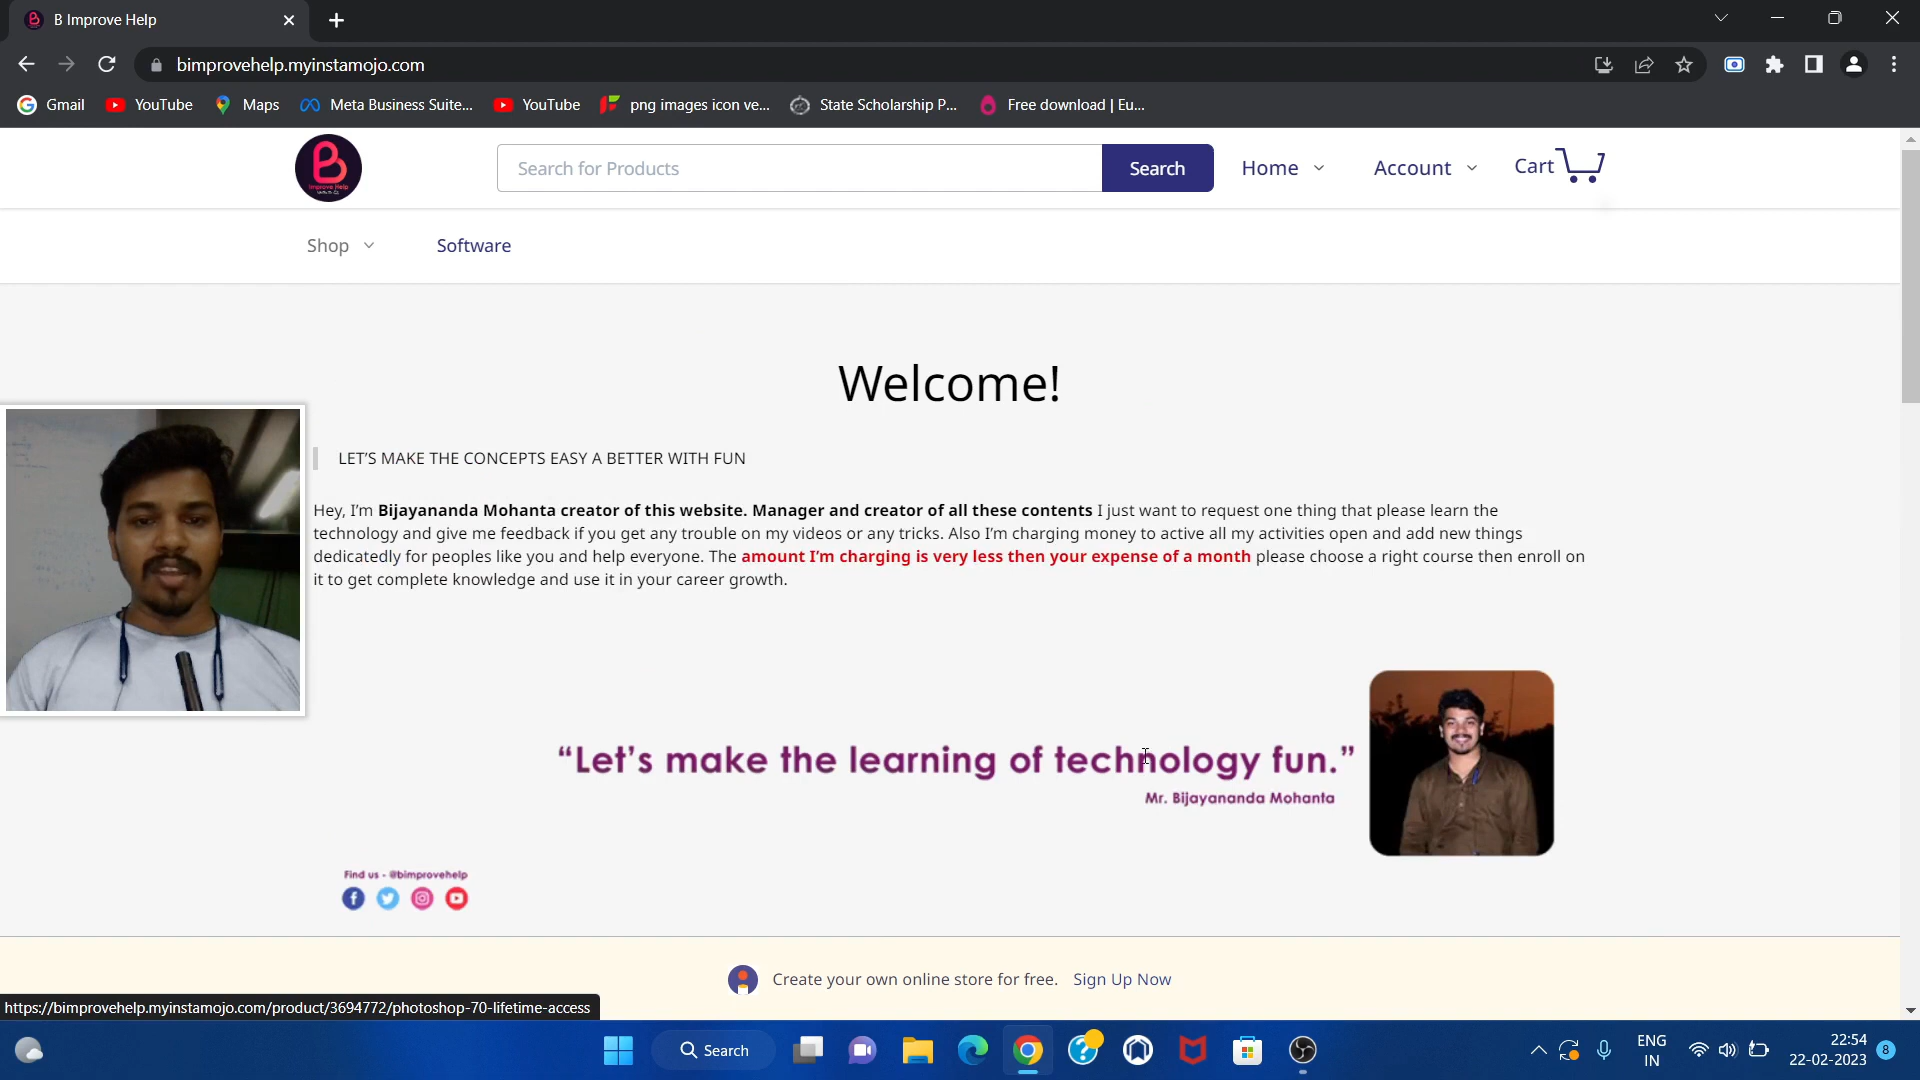 B Improve Help
bimprovehelp.myinstamojo.com
Gmail
YouTube
Maps
Meta Business Suite...
YouTube
png images icon ve...
State Scholarship P...
Free download | Eu...
B
Improve Help
Search for Products
Search
Home
Account
Cart
Shop
Software
Welcome!
LET'S MAKE THE CONCEPTS EASY A BETTER WITH FUN
Hey, I'm Bijayananda Mohanta creator of this website. Manager and creator of all these contents I just want to request one thing that please learn the
technology and give me feedback if you get any trouble on my videos or any tricks. Also I'm charging money to active all my activities open and add new things
dedicatedly for peoples like you and help everyone. The amount I'm charging is very less then your expense of a month please choose a right course then enroll on
it to get complete knowledge and use it in your career growth.
“Let's make the learning of technology fun.”
Mr. Bijayananda Mohanta
Find us - @bimprovehelp
Create your own online store for free. Sign Up Now
https://bimprovehelp.myinstamojo.com/product/3694772/photoshop-70-lifetime-access
Search
ENG
IN
22:54
22-02-2023
8